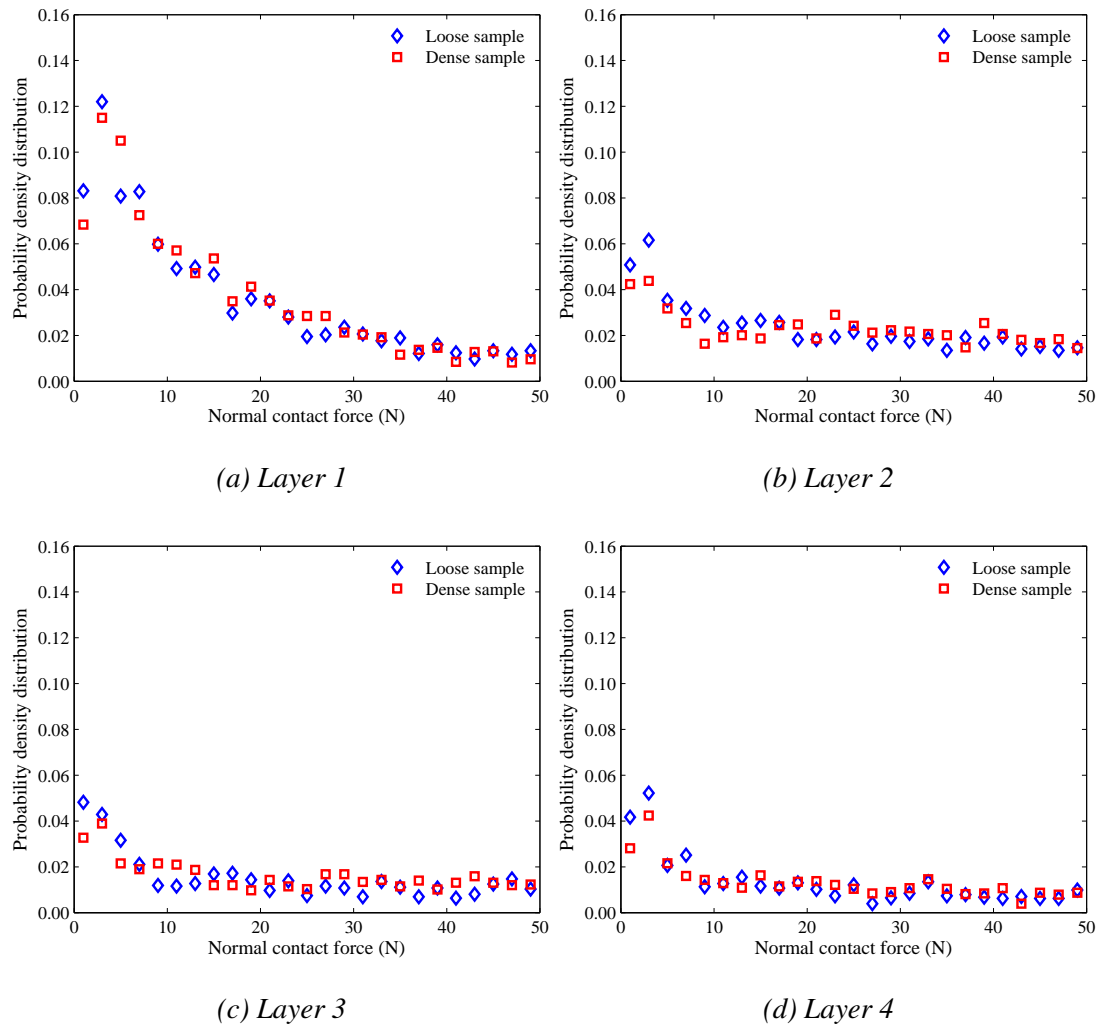 0.16
0.14
0.12
0.10
0.08
0.06
0.04
0.02
0.00
0 10 20 30 40 50
Probability density distribution
Normal contact force (N)
Loose sample
Dense sample
(a) Layer 1
0.16
0.14
0.12
0.10
0.08
0.06
0.04
0.02
0.00
0 10 20 30 40 50
Probability density distribution
Normal contact force (N)
Loose sample
Dense sample
(b) Layer 2
0.16
0.14
0.12
0.10
0.08
0.06
0.04
0.02
0.00
0 10 20 30 40 50
Probability density distribution
Normal contact force (N)
Loose sample
Dense sample
(c) Layer 3
0.16
0.14
0.12
0.10
0.08
0.06
0.04
0.02
0.00
0 10 20 30 40 50
Probability density distribution
Normal contact force (N)
Loose sample
Dense sample
(d) Layer 4